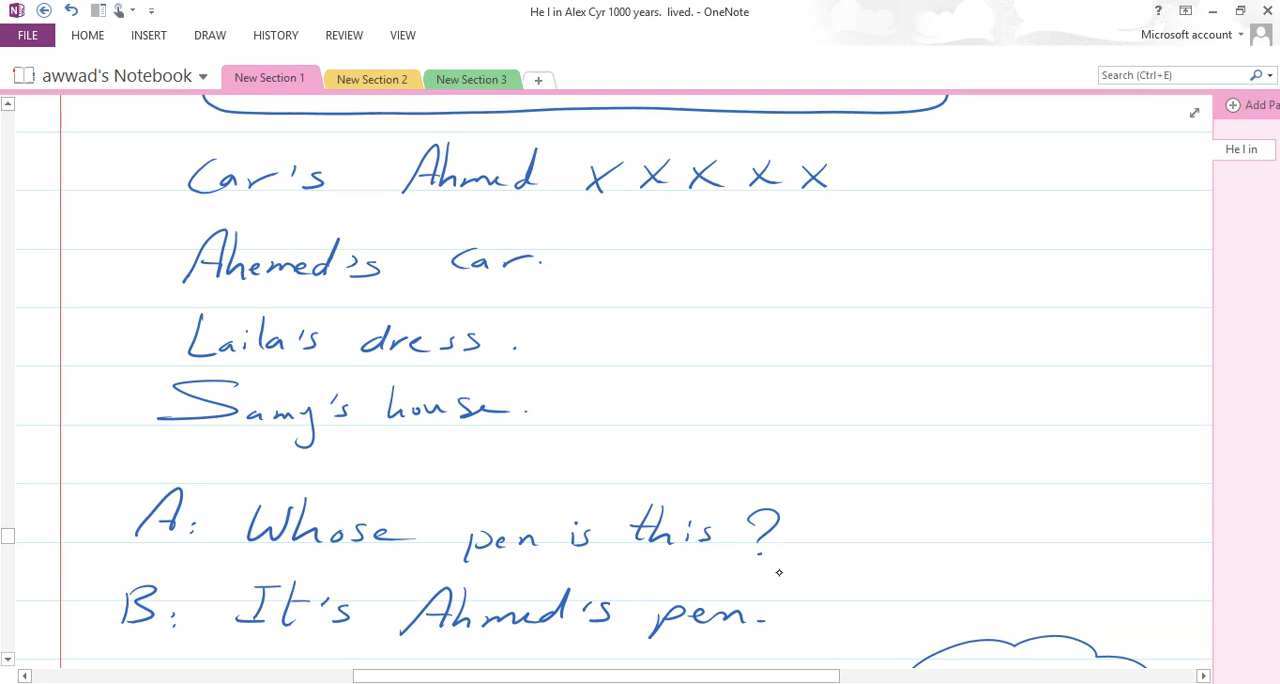 He I in Alex Cyr 1000 years. lived. - OneNote
?
FILE HOME INSERT DRAW HISTORY REVIEW VIEW
Microsoft account
awwad's Notebook New Section 1 New Section 2 New Section 3 +
Search (Ctrl+E)
Add Pa
He I in
Car's Ahmed x x x x x
Ahemed's car.
Laila's dress.
Samy's house.
A: Whose pen is this?
B: It's Ahmed's pen.